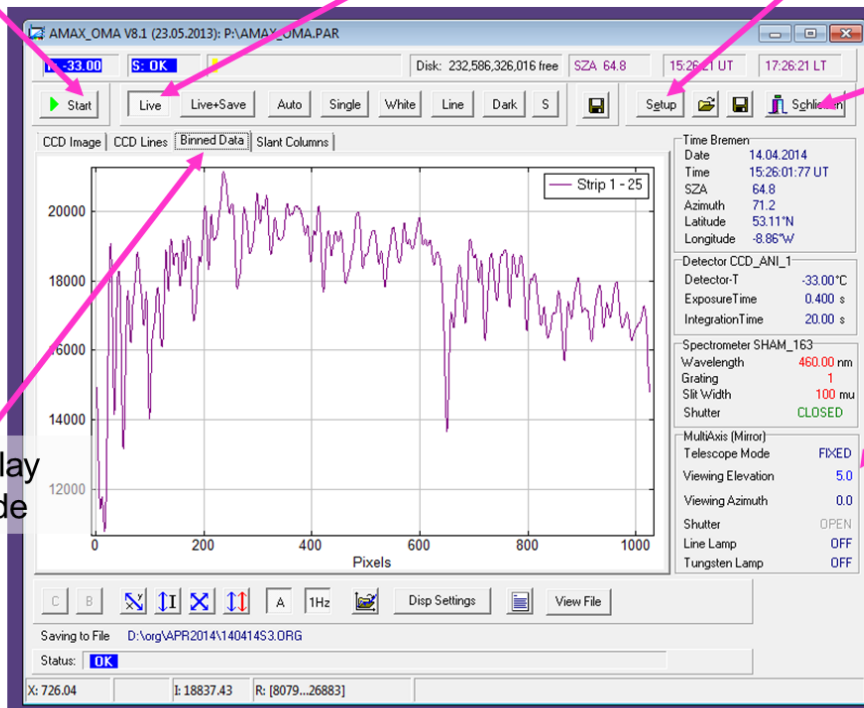 AMAX_OMA V8.1 (23.05.2013): P:\AMAX_OMA.PAR
-33.00 S: OK Disk: 232,586,326,016 free SZA 64.8 15:26:21 UT 17:26:21 LT
Start Live Live+Save Auto Single White Line Dark S Setup Schließen
CCD Image CCD Lines Binned Data Slant Columns
Strip 1 - 25
20000
18000
16000
14000
12000
0 200 400 600 800 1000
Pixels
Time Bremen
Date 14.04.2014
Time 15:26:01:77 UT
SZA 64.8
Azimuth 71.2
Latitude 53.11°N
Longitude -8.86°W
Detector CCD_ANI_1
Detector-T -33.00°C
ExposureTime 0.400 s
IntegrationTime 20.00 s
Spectrometer SHAM_163
Wavelength 460.00 nm
Grating 1
Slit Width 100 mu
Shutter CLOSED
MultiAxis (Mirror)
Telescope Mode FIXED
Viewing Elevation 5.0
Viewing Azimuth 0.0
Shutter OPEN
Line Lamp OFF
Tungsten Lamp OFF
lay
de
C B A 1Hz Disp Settings View File
Saving to File D:\org\APR2014\140414S3.ORG
Status: OK
X: 726.04 I: 18837.43 R: [8079...26883]